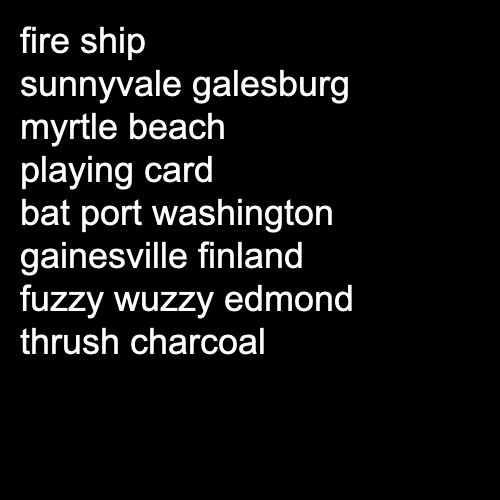 fire ship
sunnyvale galesburg
myrtle beach
playing card
bat port washington
gainesville finland
fuzzy wuzzy edmond
thrush charcoal